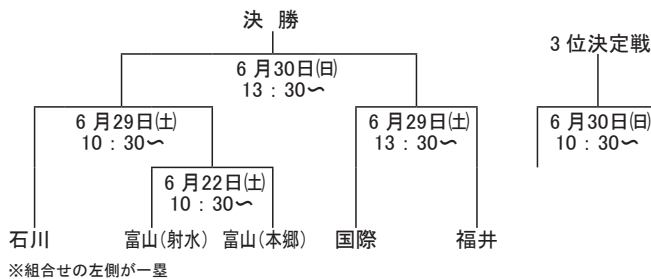 決 勝
3 位決定戦
6 月30日㈰
13：30〜
6 月29日㈯
10：30〜
6 月29日㈯
13：30〜
6 月30日㈰
10：30〜
6 月22日㈯
10：30〜
石川 富山（射水） 富山（本郷） 国際 福井
※組合せの左側が一塁